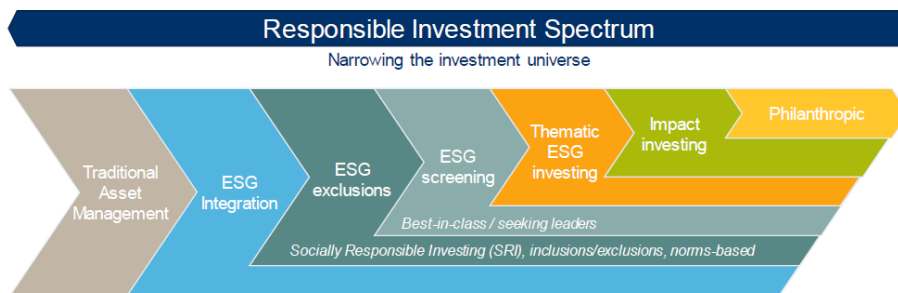 Responsible Investment Spectrum
Narrowing the investment universe
Traditional
Asset
Management
ESG
Integration
ESG
exclusions
ESG
screening
Thematic
ESG
investing
Impact
investing
Philanthropic
Best-in-class / seeking leaders
Socially Responsible Investing (SRI), inclusions/exclusions, norms-based